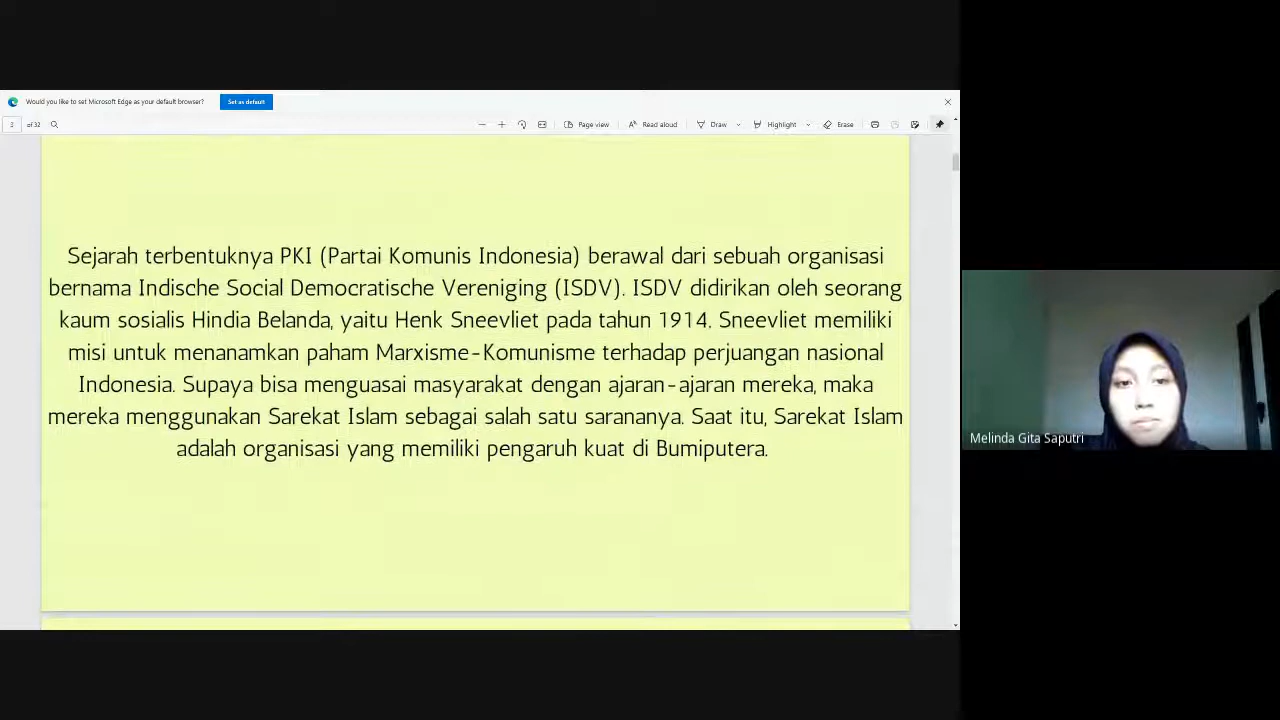 Would you like to set Microsoft Edge as your default browser?
Set as default
3
of 32
Page view
Read aloud
Draw
Highlight
Erase
Sejarah terbentuknya PKI (Partai Komunis Indonesia) berawal dari sebuah organisasi
bernama Indische Social Democratische Vereniging (ISDV). ISDV didirikan oleh seorang
kaum sosialis Hindia Belanda, yaitu Henk Sneevliet pada tahun 1914. Sneevliet memiliki
misi untuk menanamkan paham Marxisme-Komunisme terhadap perjuangan nasional
Indonesia. Supaya bisa menguasai masyarakat dengan ajaran-ajaran mereka, maka
mereka menggunakan Sarekat Islam sebagai salah satu sarananya. Saat itu, Sarekat Islam
adalah organisasi yang memiliki pengaruh kuat di Bumiputera.
Melinda Gita Saputri